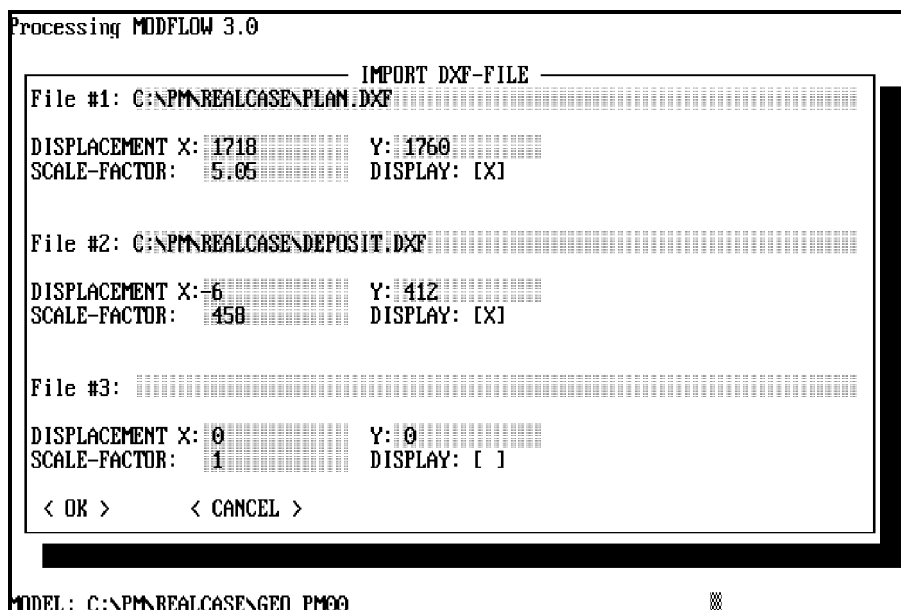 Processing MODFLOW 3.0
IMPORT DXF-FILE
File #1: C:\PM\REALCASE\PLAN.DXF
DISPLACEMENT X: 1718 Y: 1760
SCALE-FACTOR: 5.05 DISPLAY: [X]
File #2: C:\PM\REALCASE\DEPOSIT.DXF
DISPLACEMENT X:-6 Y: 412
SCALE-FACTOR: 458 DISPLAY: [X]
File #3:
DISPLACEMENT X: 0 Y: 0
SCALE-FACTOR: 1 DISPLAY: [ ]
< OK > < CANCEL >
MODEL: C:\PM\REALCASE\GEO_PM00